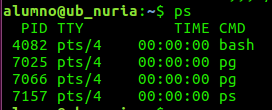 alumno@ub_nuria:~$ ps
PID TTY TIME CMD
4082 pts/4 00:00:00 bash
7025 pts/4 00:00:00 pg
7066 pts/4 00:00:00 pg
7157 pts/4 00:00:00 ps